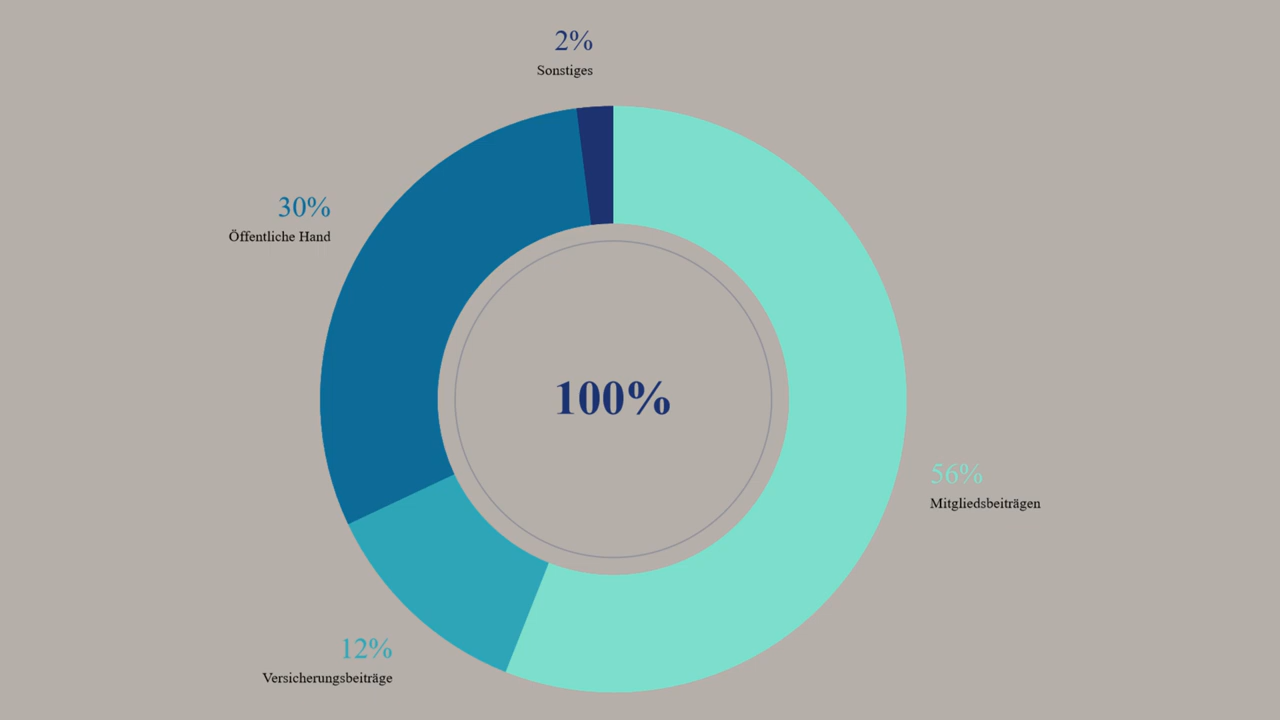 2%
Sonstiges
30%
Öffentliche Hand
100%
56%
Mitgliedsbeiträgen
12%
Versicherungsbeiträge